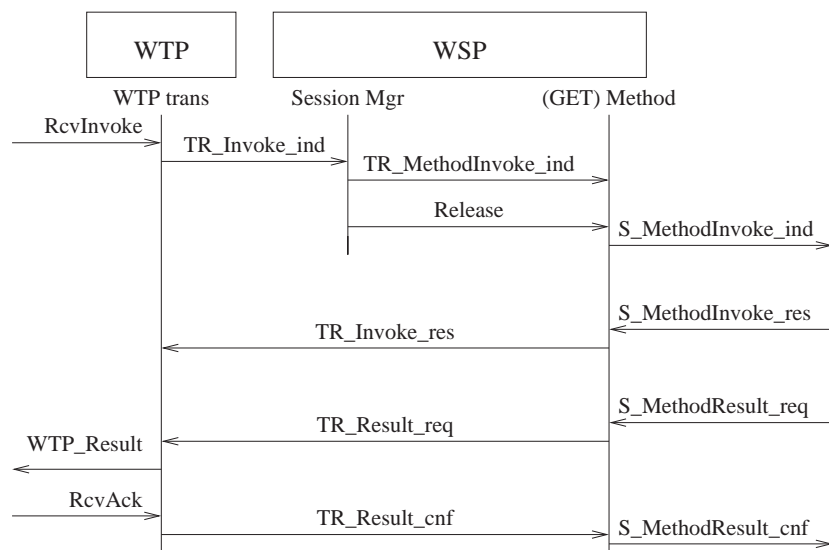 WTP
WSP
WTP trans
Session Mgr
(GET) Method
RcvInvoke
TR_Invoke_ind
TR_MethodInvoke_ind
Release
S_MethodInvoke_ind
S_MethodInvoke_res
TR_Invoke_res
S_MethodResult_req
TR_Result_req
WTP_Result
RcvAck
TR_Result_cnf
S_MethodResult_cnf